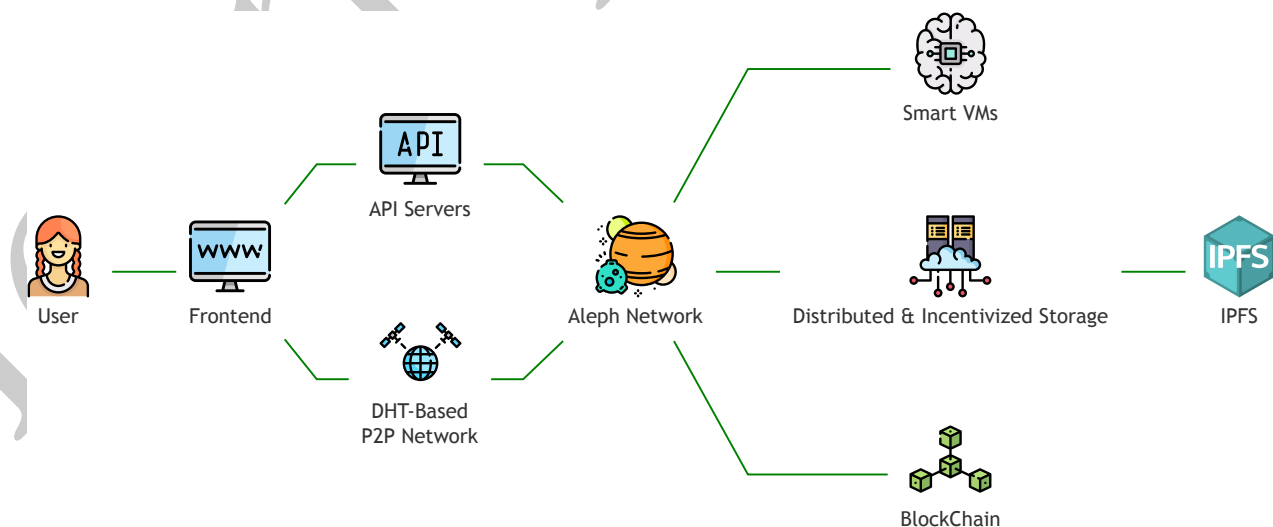 Smart VMs
API
API Servers
www
User
Frontend
Aleph Network
Distributed & Incentivized Storage
IPFS
IPFS
DHT-Based
P2P Network
BlockChain